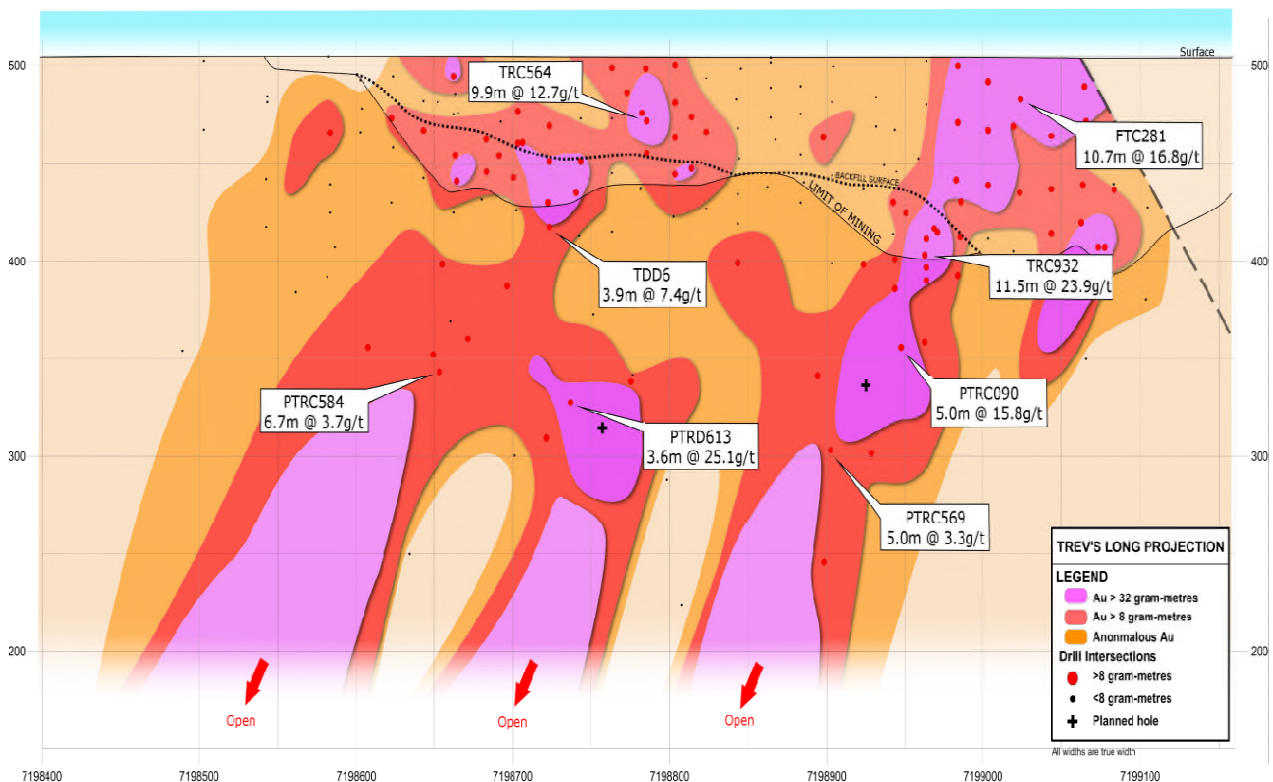 Surface
500
500
TRC564
9.9m @ 12.7g/t
FTC281
10.7m @ 16.8g/t
BACKFILL SURFACE
LIMIT OF MINING
400
400
TDD6
3.9m @ 7.4g/t
TRC932
11.5m @ 23.9g/t
PTRC584
6.7m @ 3.7g/t
PTRC090
5.0m @ 15.8g/t
PTRD613
3.6m @ 25.1g/t
300
300
PTRC569
5.0m @ 3.3g/t
TREV'S LONG PROJECTION
LEGEND
Au > 32 gram-metres
Au > 8 gram-metres
Anonmalous Au
Drill Intersections
>8 gram-metres
<8 gram-metres
Planned hole
200
200
Open
Open
Open
All widths are true width
7198400
7198500
7198600
7198700
7198800
7198900
7199000
7199100